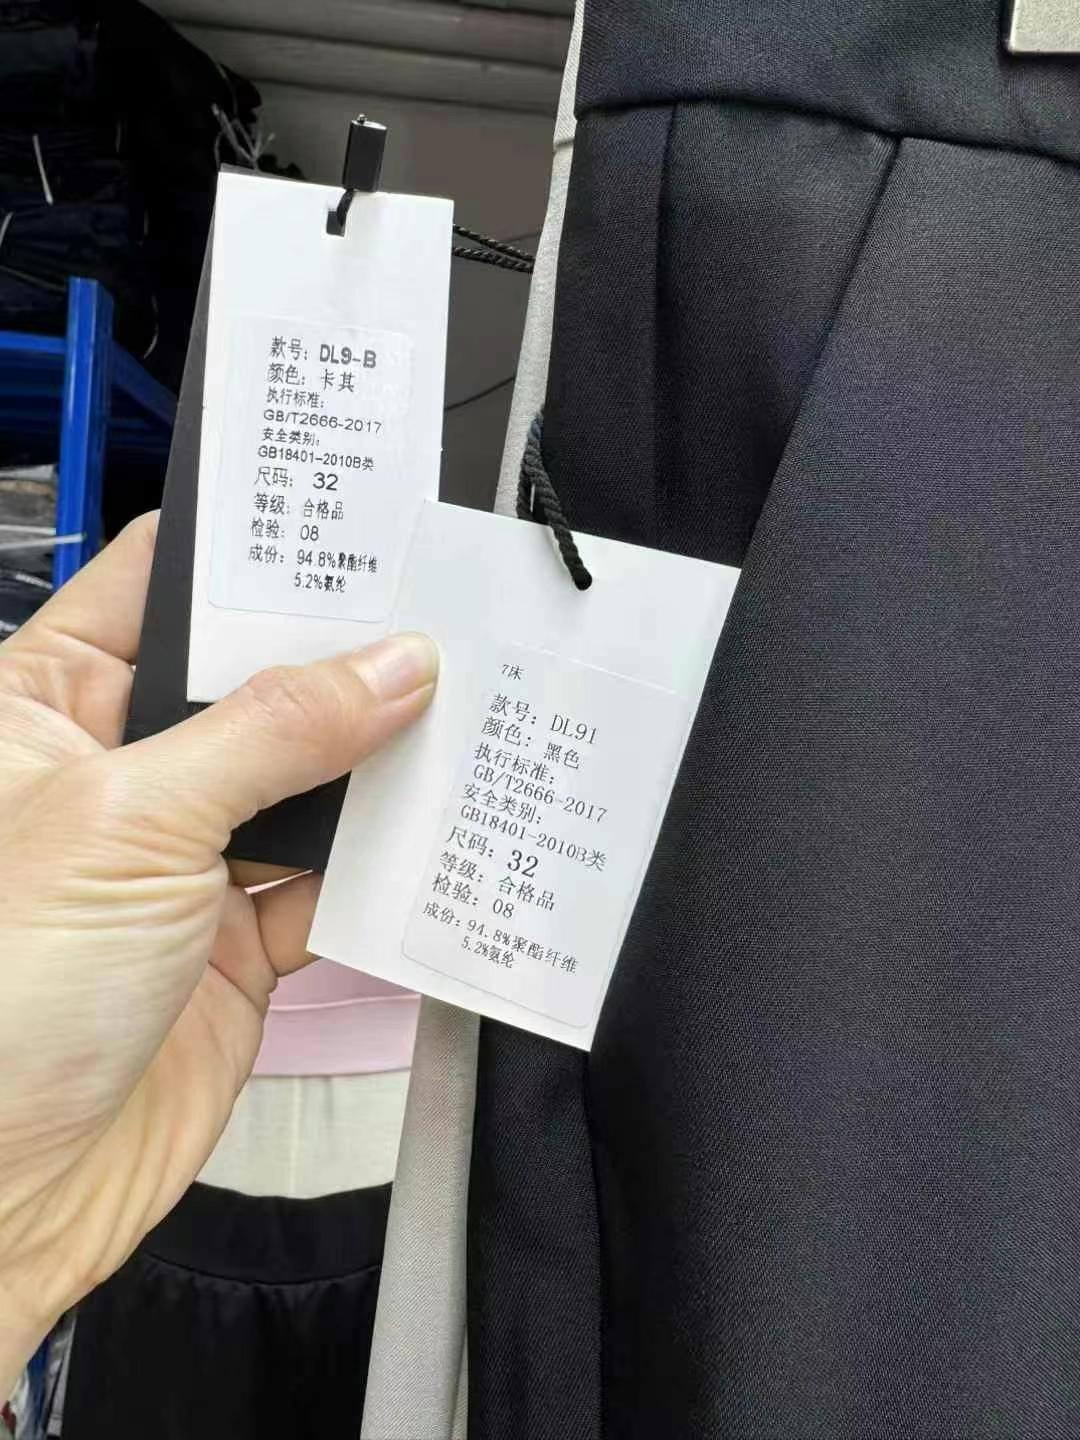 款号: DL9-B
颜色: 卡其
执行标准:
GB/T2666-2017
安全类别:
GB18401-2010B类
尺码: 32
等级: 合格品
检验: 08
成份: 94.8%聚酯纤维
5.2%氨纶
7床
款号: DL91
颜色: 黑色
执行标准:
GB/T2666-2017
安全类别:
GB18401-2010B类
尺码: 32
等级: 合格品
检验: 08
成份: 94.8%聚酯纤维
5.2%氨纶